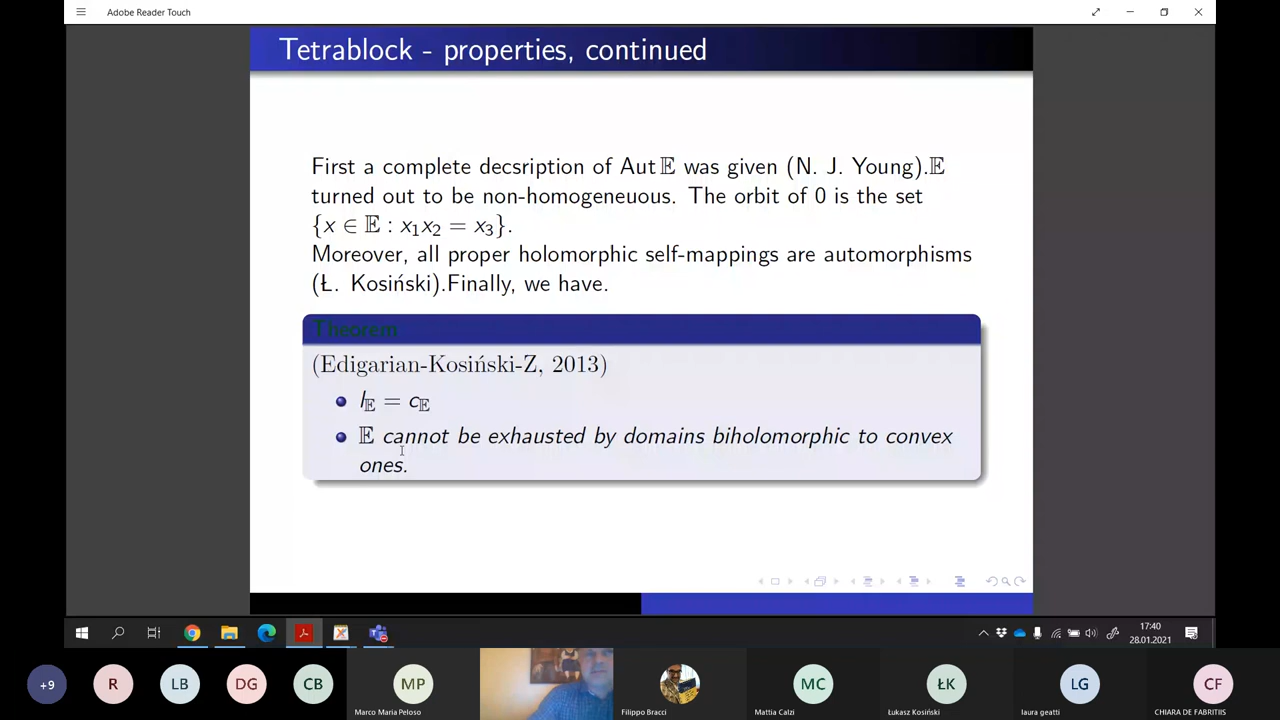 Adobe Reader Touch
Tetrablock - properties, continued
First a complete decsription of Aut 𝔼 was given (N. J. Young).𝔼
turned out to be non-homogeneuous. The orbit of 0 is the set
{x ∈ 𝔼 : x₁x₂ = x₃}.
Moreover, all proper holomorphic self-mappings are automorphisms
(Ł. Kosiński).Finally, we have.
Theorem
(Edigarian-Kosiński-Z, 2013)
l_𝔼 = c_𝔼
𝔼 cannot be exhausted by domains biholomorphic to convex
ones.
17:40
28.01.2021
+9 R LB DG CB MP MC ŁK LG CF
Marco Maria Peloso Filippo Bracci Mattia Calzi Łukasz Kosiński laura geatti CHIARA DE FABRITIIS